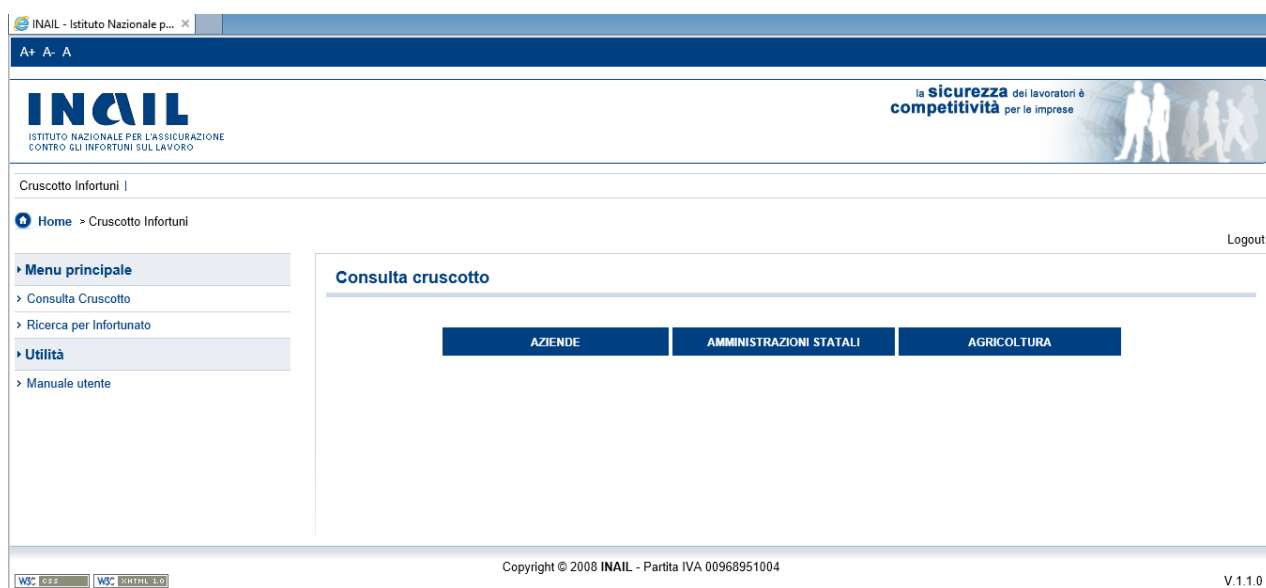 INAIL - Istituto Nazionale p... ×
A+ A- A
INAIL
ISTITUTO NAZIONALE PER L'ASSICURAZIONE
CONTRO GLI INFORTUNI SUL LAVORO
la sicurezza dei lavoratori è
competitività per le imprese
Cruscotto Infortuni |
Home > Cruscotto Infortuni
Logout
Menu principale
> Consulta Cruscotto
> Ricerca per Infortunato
Utilità
> Manuale utente
Consulta cruscotto
AZIENDE AMMINISTRAZIONI STATALI AGRICOLTURA
Copyright © 2008 INAIL - Partita IVA 00968951004
W3C CSS W3C XHTML 1.0
V.1.1.0